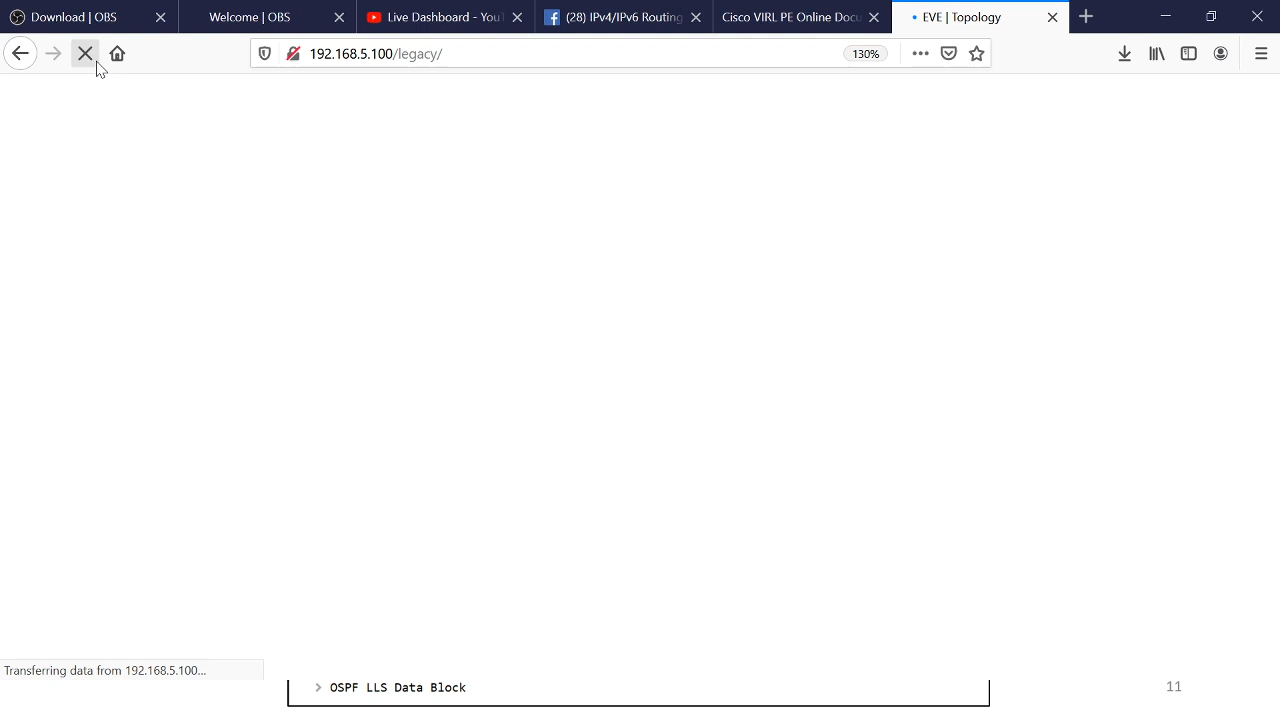 Download | OBS
Welcome | OBS
Live Dashboard - YouT
(28) IPv4/IPv6 Routing
Cisco VIRL PE Online Docu
EVE | Topology
192.168.5.100/legacy/
130%
Transferring data from 192.168.5.100...
> OSPF LLS Data Block
11